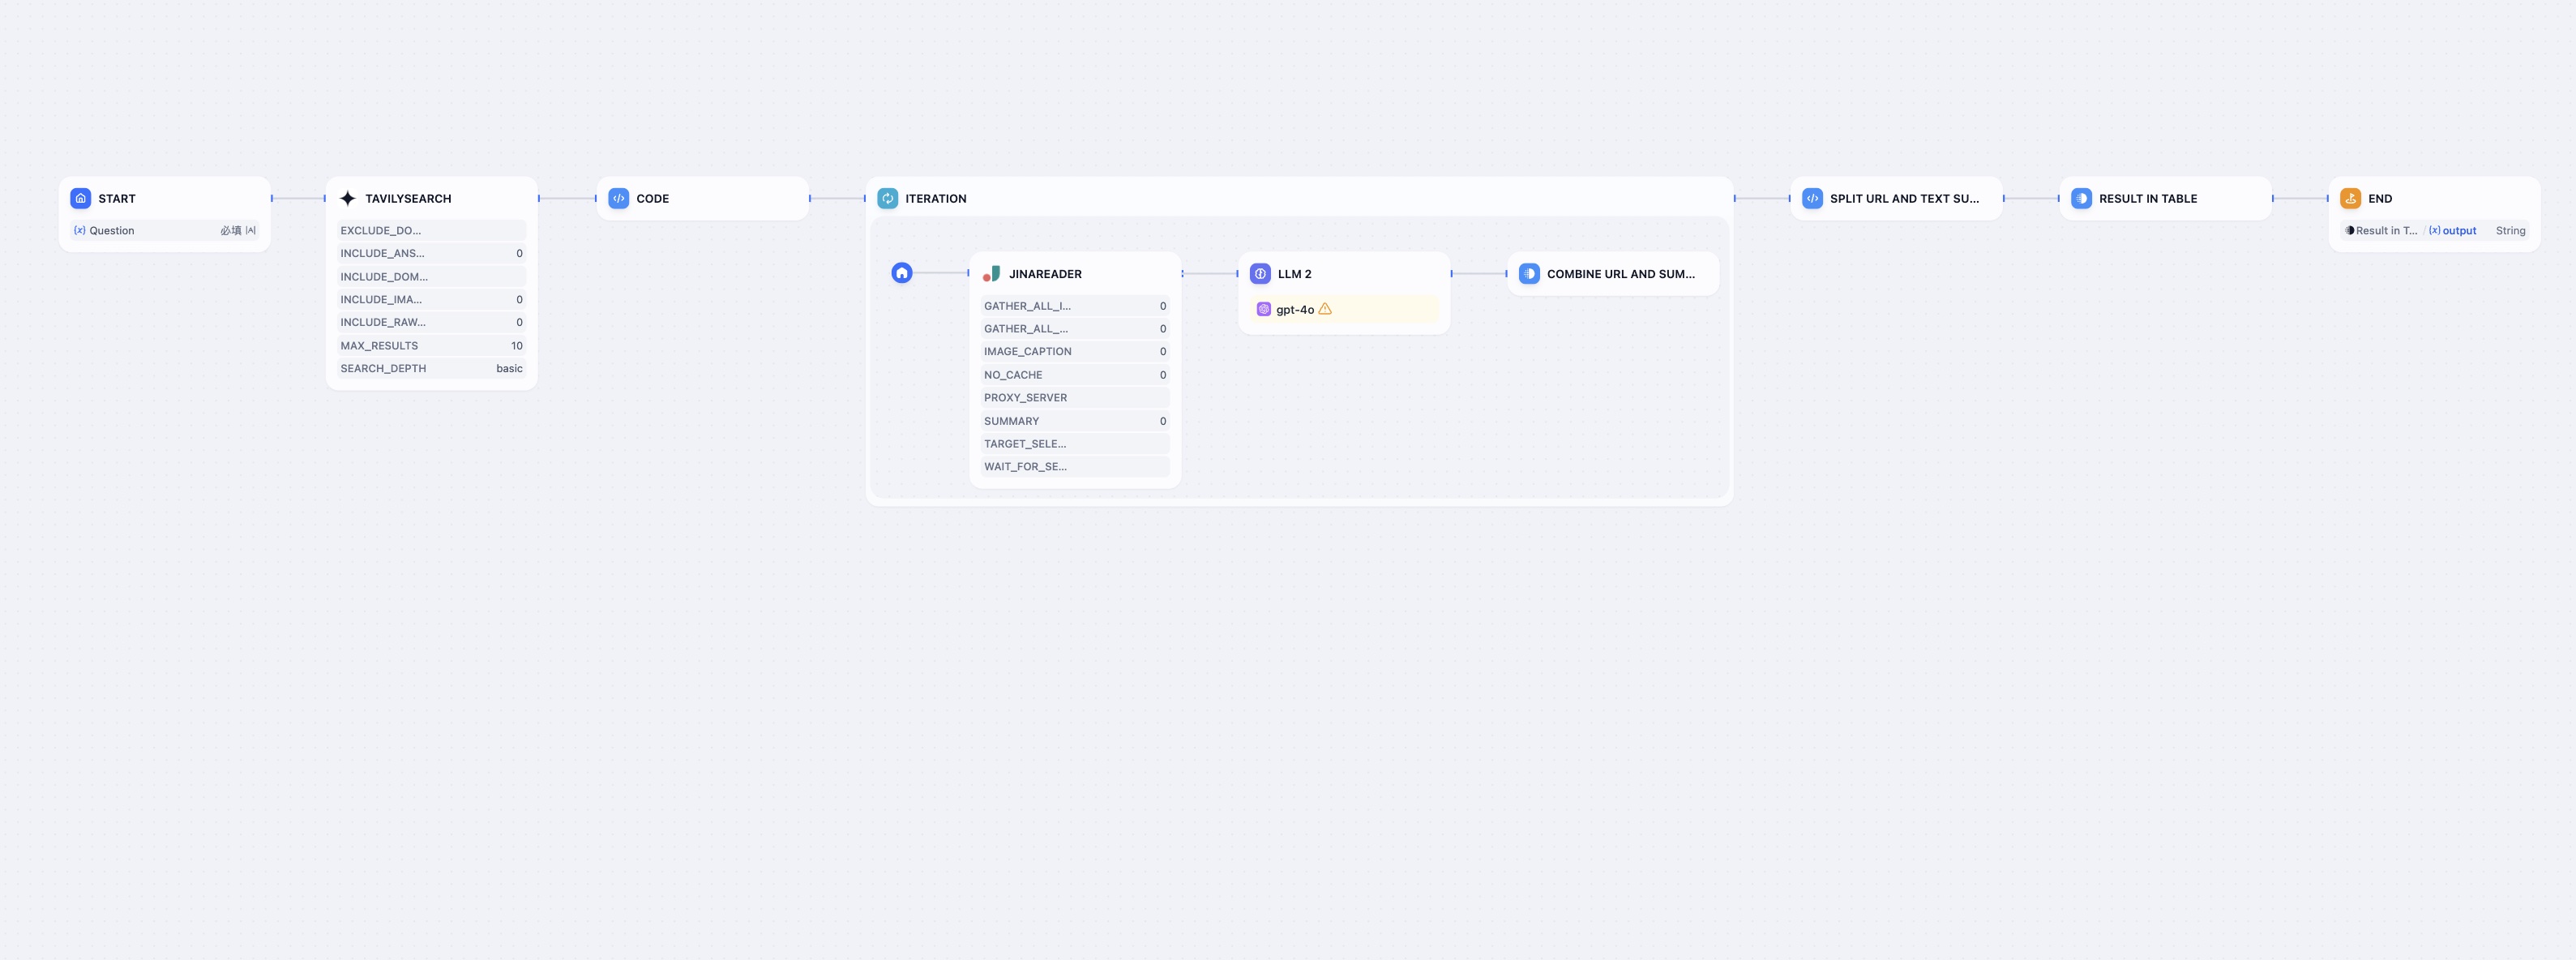 START
(x) Question 必填
TAVILYSEARCH
EXCLUDE_DO...
INCLUDE_ANS... 0
INCLUDE_DOM...
INCLUDE_IMA... 0
INCLUDE_RAW... 0
MAX_RESULTS 10
SEARCH_DEPTH basic
CODE
ITERATION
JINAREADER
GATHER_ALL_I... 0
GATHER_ALL_... 0
IMAGE_CAPTION 0
NO_CACHE 0
PROXY_SERVER
SUMMARY 0
TARGET_SELE...
WAIT_FOR_SE...
LLM 2
gpt-4o
COMBINE URL AND SUM...
SPLIT URL AND TEXT SU...
RESULT IN TABLE
END
Result in T... / (x) output String